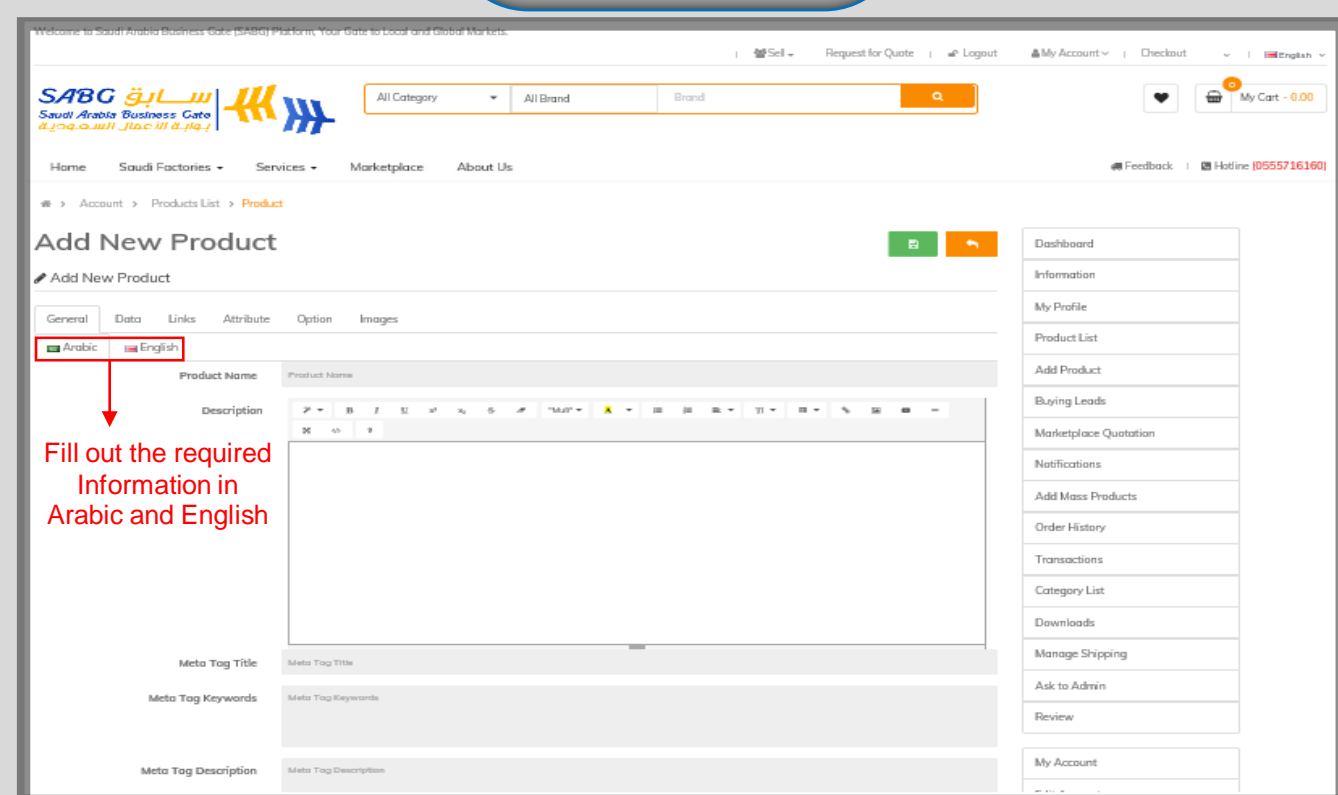 Welcome to Saudi Arabia Business Gate (SABG) Platform, Your Gate to Local and Global Markets.
Sell Request for Quote Logout My Account Checkout English
SABG سابق
Saudi Arabia Business Gate
بوابة الأعمال السعودية
All Category All Brand Brand
0
My Cart - 0.00
Home Saudi Factories Services Marketplace About Us
Feedback Hotline (0555716160)
Account > Products List > Product
Add New Product
Add New Product
General Data Links Attribute Option Images
Arabic English
Product Name Product Name
Description
Fill out the required
Information in
Arabic and English
Meta Tag Title Meta Tag Title
Meta Tag Keywords Meta Tag Keywords
Meta Tag Description Meta Tag Description
Dashboard
Information
My Profile
Product List
Add Product
Buying Leads
Marketplace Quotation
Notifications
Add Mass Products
Order History
Transactions
Category List
Downloads
Manage Shipping
Ask to Admin
Review
My Account